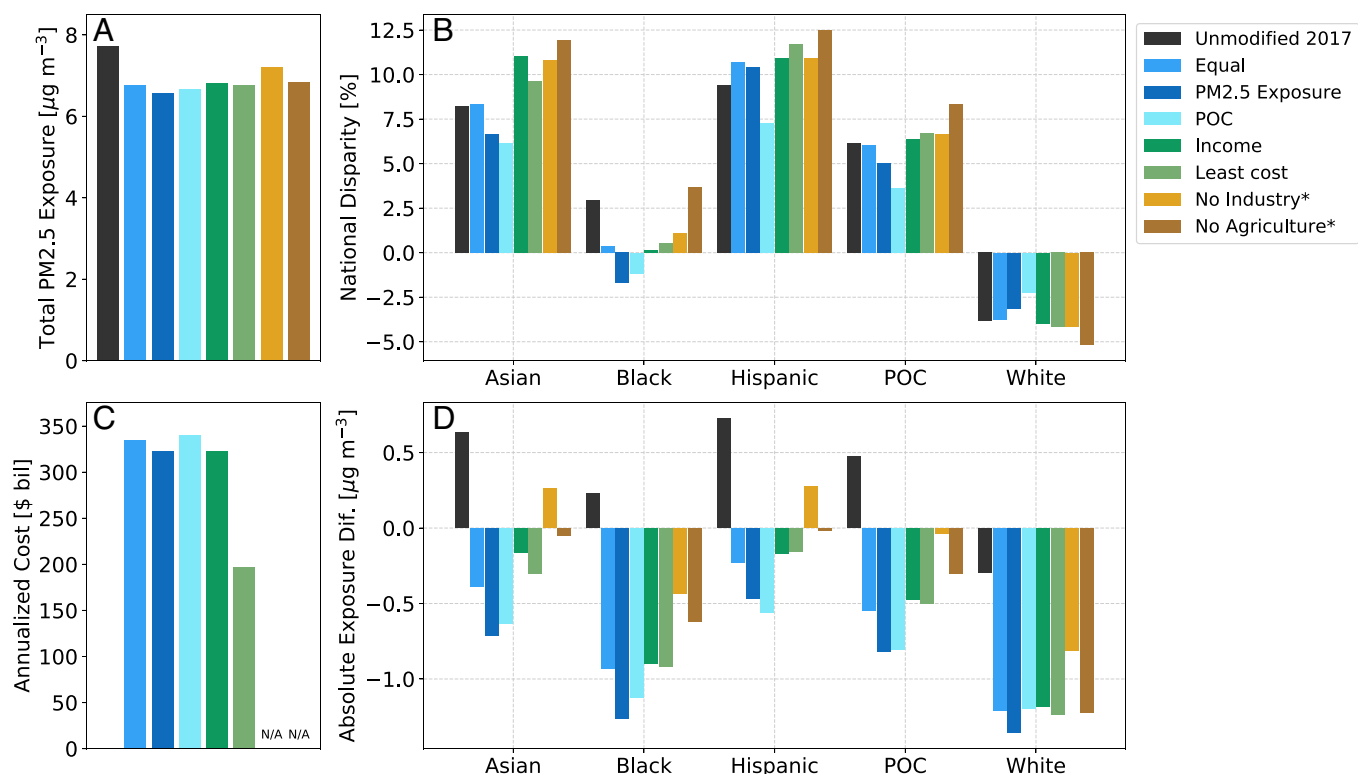 A
Total PM2.5 Exposure [μg m⁻³]
8
6
4
2
0
B
National Disparity [%]
12.5
10.0
7.5
5.0
2.5
0.0
−2.5
−5.0
Asian Black Hispanic POC White
Unmodified 2017
Equal
PM2.5 Exposure
POC
Income
Least cost
No Industry*
No Agriculture*
C
Annualized Cost [$ bil]
350
300
250
200
150
100
50
0
N/A N/A
D
Absolute Exposure Dif. [μg m⁻³]
0.5
0.0
−0.5
−1.0
Asian Black Hispanic POC White